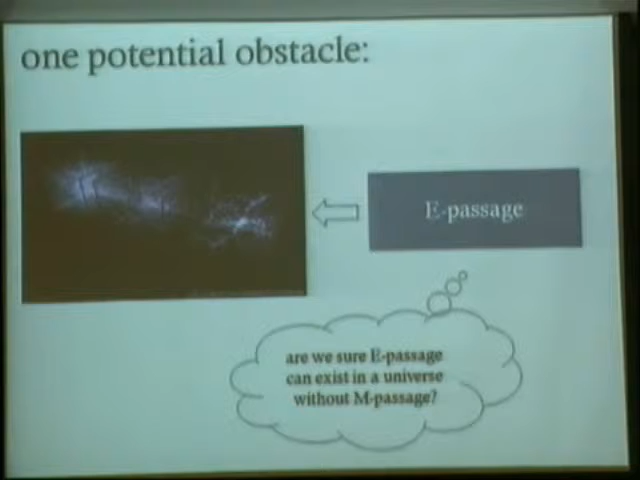 one potential obstacle:
E-passage
are we sure E-passage
can exist in a universe
without M-passage?